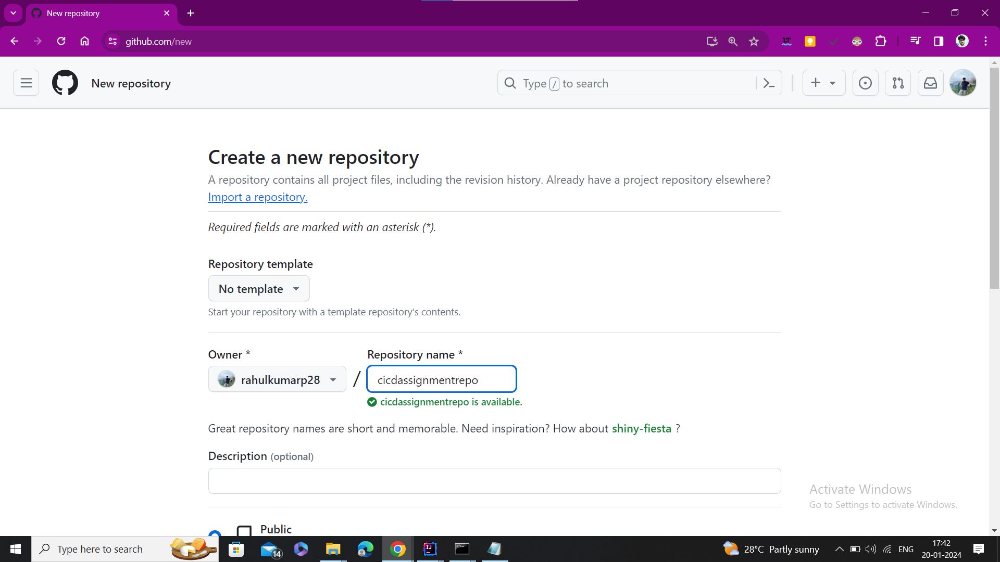 New repository
github.com/new
New repository
Type / to search
Create a new repository
A repository contains all project files, including the revision history. Already have a project repository elsewhere?
Import a repository.
Required fields are marked with an asterisk (*).
Repository template
No template
Start your repository with a template repository's contents.
Owner *
Repository name *
rahulkumarp28
/
cicdassignmentrepo
cicdassignmentrepo is available.
Great repository names are short and memorable. Need inspiration? How about shiny-fiesta ?
Description (optional)
Activate Windows
Go to Settings to activate Windows.
Public
Type here to search
14
28°C Partly sunny
ENG
17:42
20-01-2024